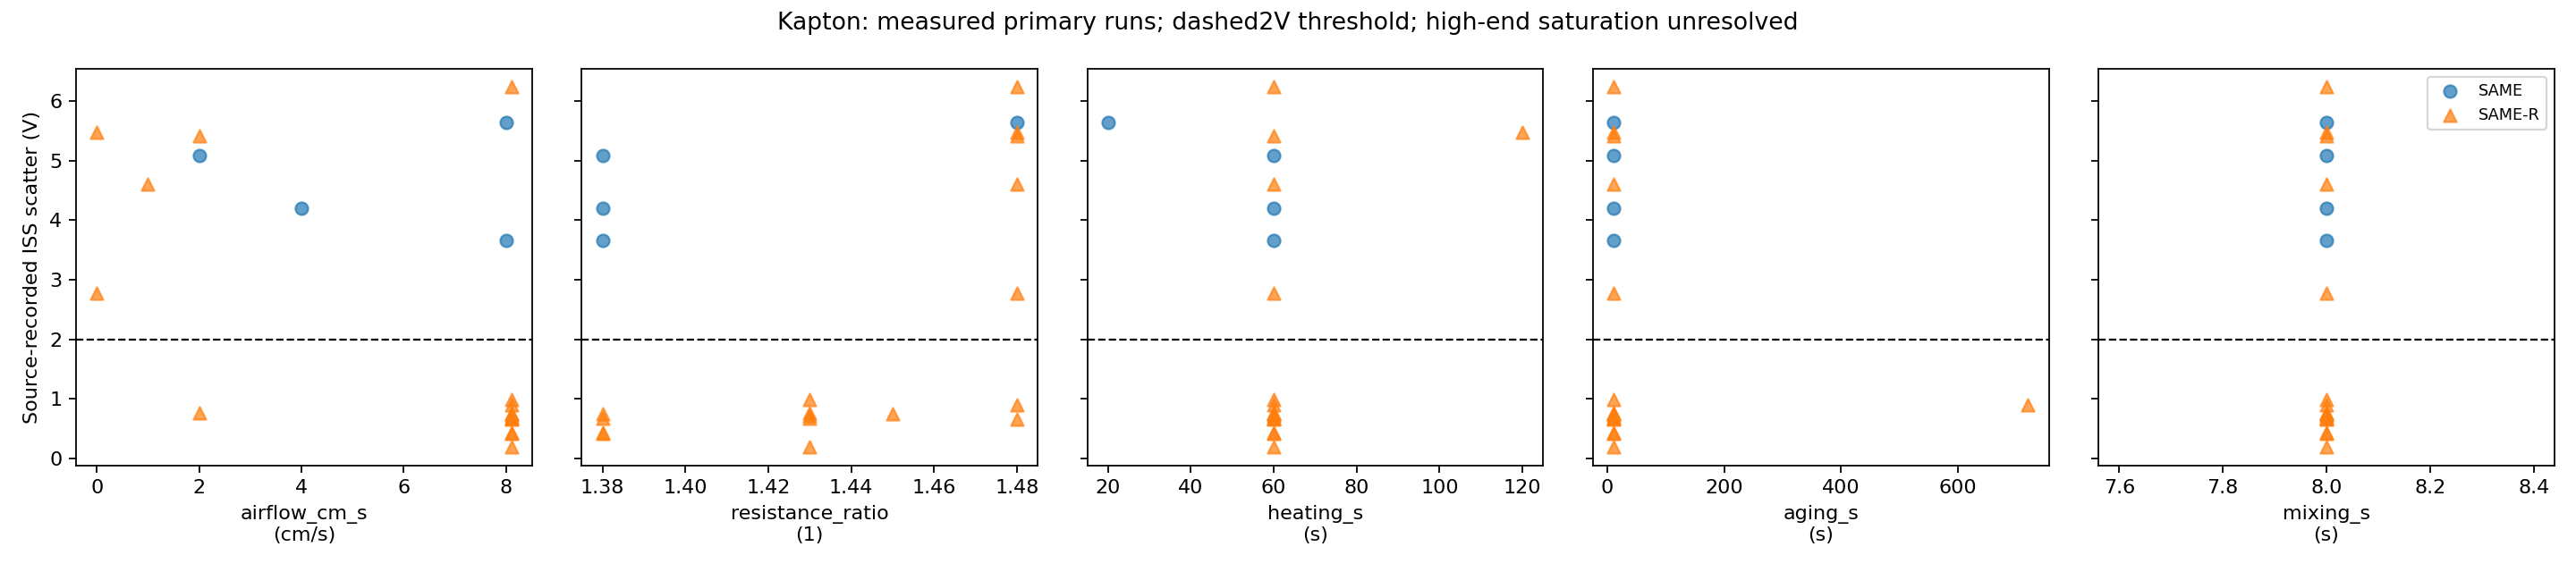 Kapton: measured primary runs; dashed2V threshold; high-end saturation unresolved
Source-recorded ISS scatter (V)
6
5
4
3
2
1
0
0 2 4 6 8
airflow_cm_s
(cm/s)
1.38 1.40 1.42 1.44 1.46 1.48
resistance_ratio
(1)
20 40 60 80 100 120
heating_s
(s)
0 200 400 600
aging_s
(s)
SAME
SAME-R
7.6 7.8 8.0 8.2 8.4
mixing_s
(s)